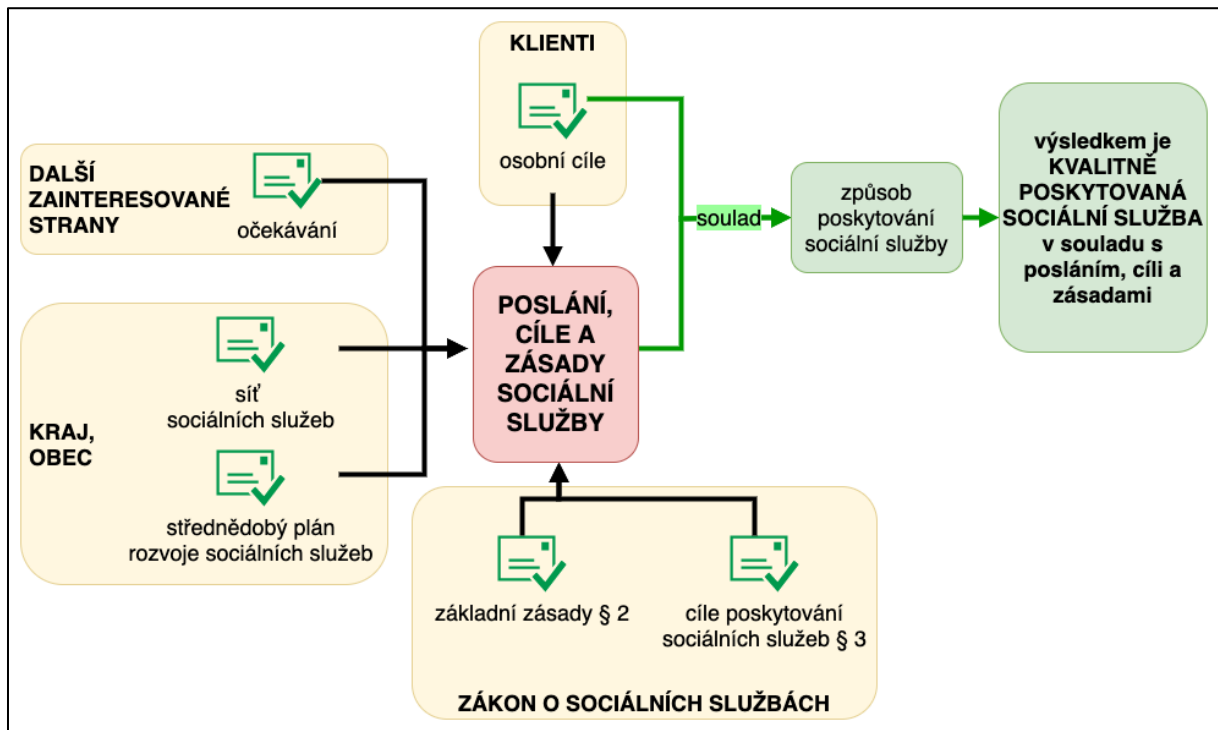 KLIENTI
osobní cíle
DALŠÍ
ZAINTERESOVANÉ
STRANY
očekávání
KRAJ,
OBEC
síť
sociálních služeb
střednědobý plán
rozvoje sociálních služeb
POSLÁNÍ,
CÍLE A
ZÁSADY
SOCIÁLNÍ
SLUŽBY
soulad
způsob
poskytování
sociální služby
výsledkem je
KVALITNĚ
POSKYTOVANÁ
SOCIÁLNÍ SLUŽBA
v souladu s
posláním, cíli a
zásadami
základní zásady § 2
cíle poskytování
sociálních služeb § 3
ZÁKON O SOCIÁLNÍCH SLUŽBÁCH